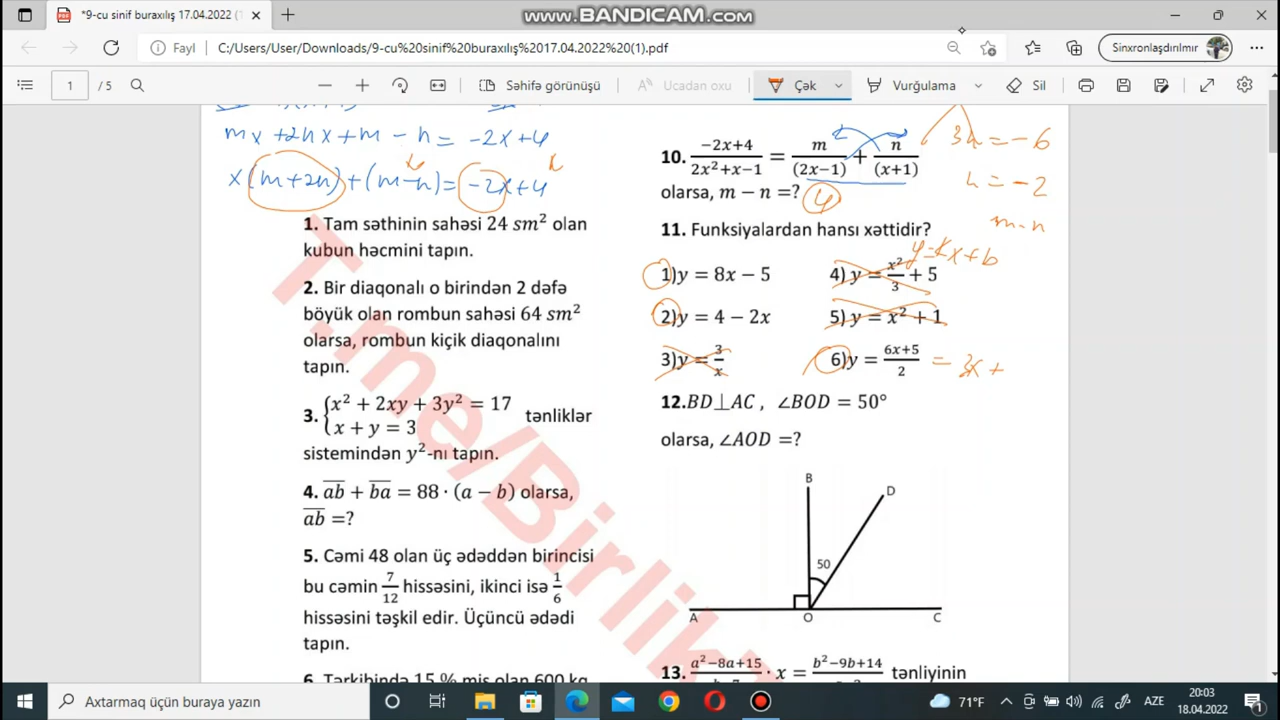 *9-cu sinif buraxılış 17.04.2022 (1
www.BANDICAM.com
Fayl
C:/Users/User/Downloads/9-cu%20sinif%20buraxılış%2017.04.2022%20(1).pdf
Sinxronlaşdırılmır
1 / 5
Səhifə görünüşü
Ucadan oxu
Çək
Vurğulama
Sil
mx + 2nx + m - n = -2x + 4
x (m+2n) + (m-n) = -2x + 4
1. Tam səthinin sahəsi 24 sm² olan
kubun həcmini tapın.
2. Bir diaqonalı o birindən 2 dəfə
böyük olan rombun sahəsi 64 sm²
olarsa, rombun kiçik diaqonalını
tapın.
3. {x² + 2xy + 3y² = 17
x + y = 3
tənliklər
sistemindən y²-nı tapın.
4. a̅b̅ + b̅a̅ = 88 · (a − b) olarsa,
a̅b̅ =?
5. Cəmi 48 olan üç ədəddən birincisi
bu cəmin 7/12 hissəsini, ikinci isə 1/6
hissəsini təşkil edir. Üçüncü ədədi
tapın.
6. Tərkibində 15 % mis olan 600 kq
10. (−2x+4)/(2x²+x−1) = m/(2x−1) + n/(x+1)
olarsa, m − n =? 4
3n = -6
n = -2
m - n
11. Funksiyalardan hansı xəttidir?
y = kx + b
1)y = 8x − 5
4) y = x²/3 + 5
2)y = 4 − 2x
5) y = x² + 1
3)y = 3/x
6)y = (6x+5)/2 = 3x +
12.BD⊥AC , ∠BOD = 50°
olarsa, ∠AOD =?
B
D
50
A
O
C
13. (a²−8a+15)/ · x = (b²−9b+14)/ tənliyinin
T.me/Birlik
Axtarmaq üçün buraya yazın
71°F
AZE
20:03
18.04.2022
1